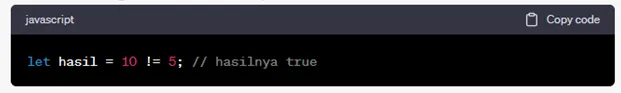 javascript
Copy code
let hasil = 10 != 5; // hasilnya true